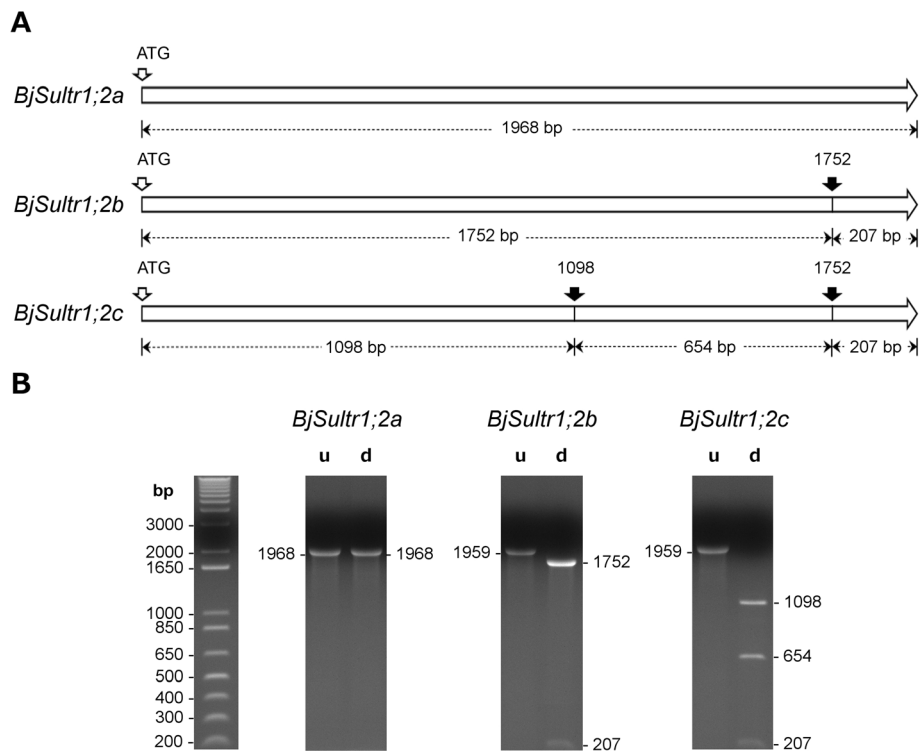 A
ATG
BjSultr1;2a
1968 bp
ATG 1752
BjSultr1;2b
1752 bp 207 bp
ATG 1098 1752
BjSultr1;2c
1098 bp 654 bp 207 bp
B
BjSultr1;2a BjSultr1;2b BjSultr1;2c
u d u d u d
bp
3000
2000
1650
1000
850
650
500
400
300
200
1968 1968
1959 1752
207
1959
1098
654
207